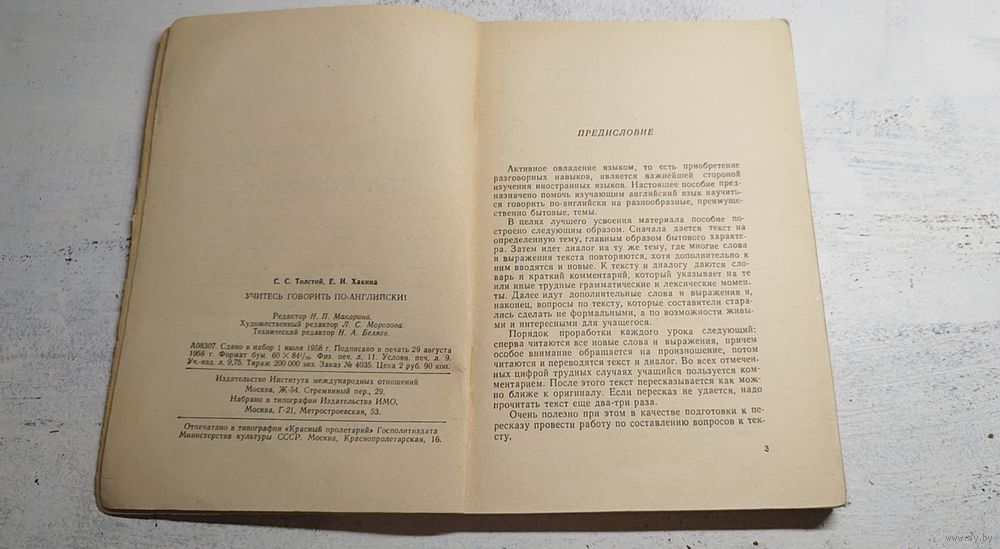 С. С. Толстой, Е. И. Хакина
УЧИТЕСЬ ГОВОРИТЬ ПО-АНГЛИЙСКИ!
Редактор Н. П. Макарина.
Художественный редактор Л. С. Морозова.
Технический редактор Н. А. Беляев.
А08307. Сдано в набор 1 июля 1958 г. Подписано в печать 29 августа
1958 г. Формат бум. 60 × 84¹/₁₆. Физ. печ. л. 11. Условн. печ. л. 9.
Уч.-изд. л. 9,75. Тираж 200 000 экз. Заказ № 4035. Цена 2 руб. 90 коп.
Издательство Института международных отношений
Москва, Ж-54. Стремянный пер., 29.
Набрано в типографии Издательства ИМО,
Москва, Г-21, Метростроевская, 53.
Отпечатано в типографии «Красный пролетарий» Госполитиздата
Министерства культуры СССР. Москва, Краснопролетарская, 16.
ПРЕДИСЛОВИЕ
Активное овладение языком, то есть приобретение
разговорных навыков, является важнейшей стороной
изучения иностранных языков. Настоящее пособие пред-
назначено помочь изучающим английский язык научить-
ся говорить по-английски на разнообразные, преимуще-
ственно бытовые, темы.
В целях лучшего усвоения материала пособие по-
строено следующим образом. Сначала дается текст на
определенную тему, главным образом бытового характе-
ра. Затем идет диалог на ту же тему, где многие слова
и выражения текста повторяются, хотя дополнительно к
ним вводятся и новые. К тексту и диалогу даются сло-
варь и краткий комментарий, который указывает на те
или иные трудные грамматические и лексические момен-
ты. Далее идут дополнительные слова и выражения и,
наконец, вопросы по тексту, которые составители стара-
лись сделать не формальными, а по возможности живы-
ми и интересными для учащегося.
Порядок проработки каждого урока следующий:
сперва читаются все новые слова и выражения, причем
особое внимание обращается на произношение, потом
читаются и переводятся текст и диалог. Во всех отмечен-
ных цифрой трудных случаях учащийся пользуется ком-
ментарием. После этого текст пересказывается как мож-
но ближе к оригиналу. Если пересказ не удается, надо
прочитать текст еще два-три раза.
Очень полезно при этом в качестве подготовки к пе-
ресказу провести работу по составлению вопросов к тек-
сту,
3
www.ay.by